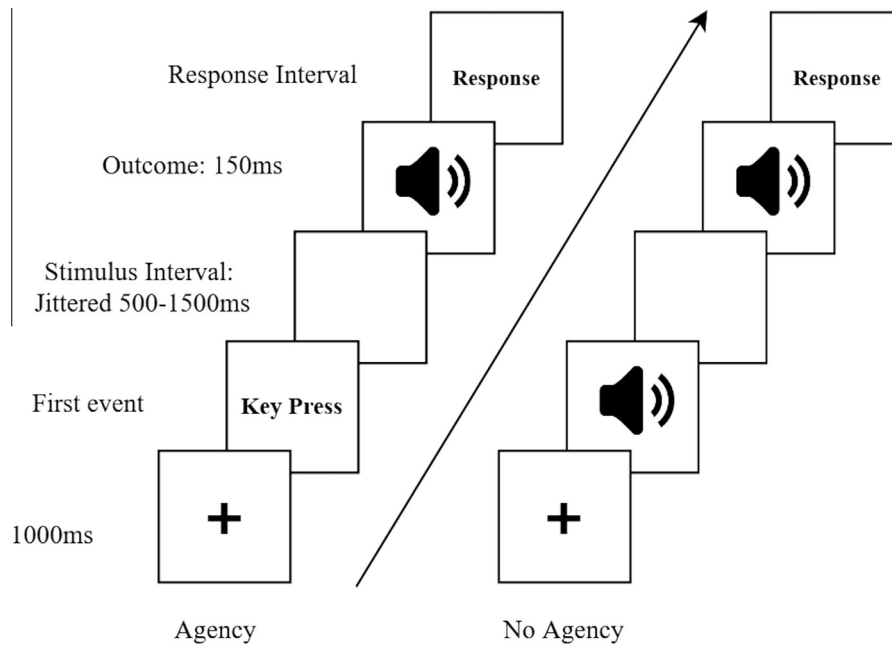 Response Interval
Response
Response
Outcome: 150ms
Stimulus Interval:
Jittered 500-1500ms
First event
Key Press
1000ms
Agency
No Agency